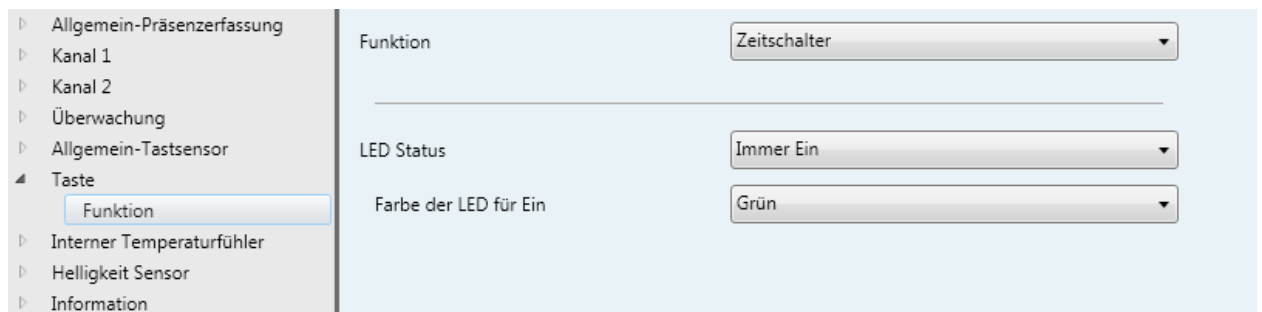 Allgemein-Präsenzerfassung
Kanal 1
Kanal 2
Überwachung
Allgemein-Tastsensor
Taste
Funktion
Interner Temperaturfühler
Helligkeit Sensor
Information
Funktion Zeitschalter
LED Status Immer Ein
Farbe der LED für Ein Grün